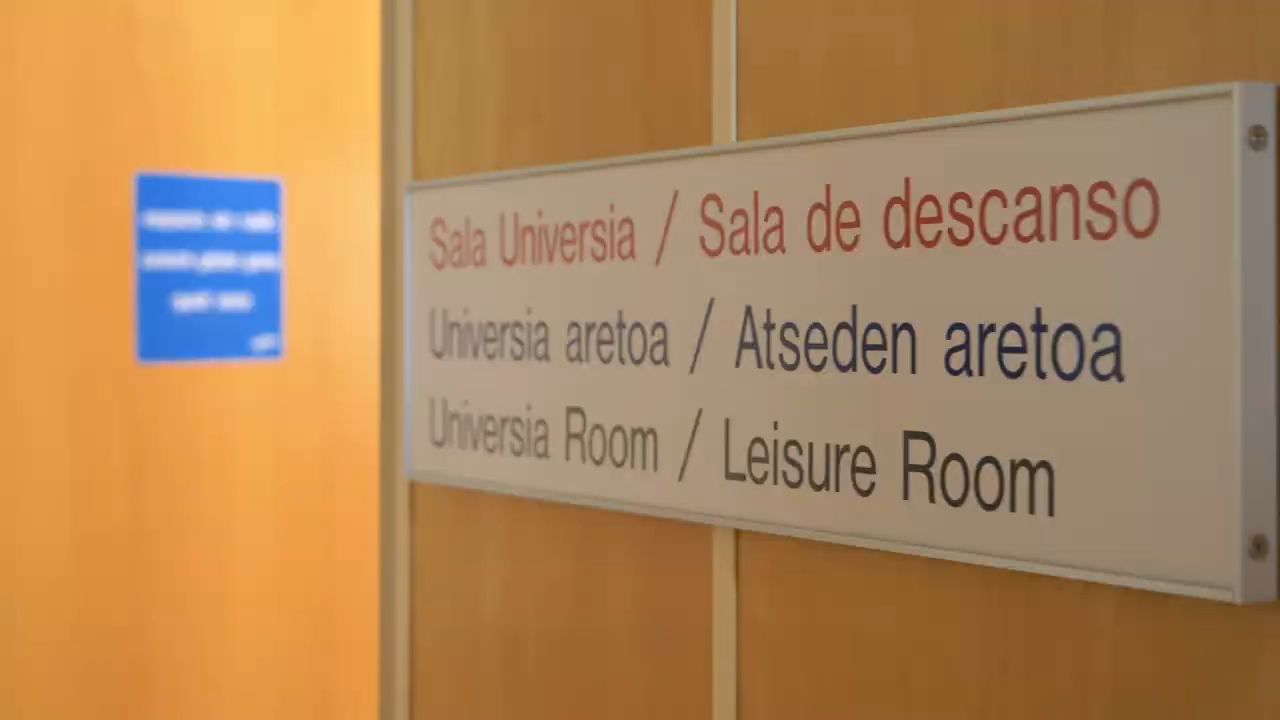 Sala Universia / Sala de descanso
Universia aretoa / Atseden aretoa
Universia Room / Leisure Room